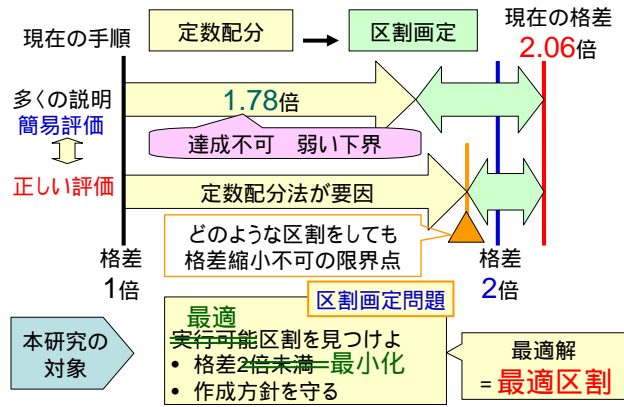 現在の手順
定数配分
区割画定
現在の格差
2.06倍
多くの説明
簡易評価
1.78倍
達成不可 弱い下界
正しい評価
定数配分法が要因
どのような区割をしても
格差縮小不可の限界点
格差
1倍
格差
2倍
区割画定問題
本研究の
対象
最適
実行可能区割を見つけよ
• 格差2倍未満 最小化
• 作成方針を守る
最適解
= 最適区割